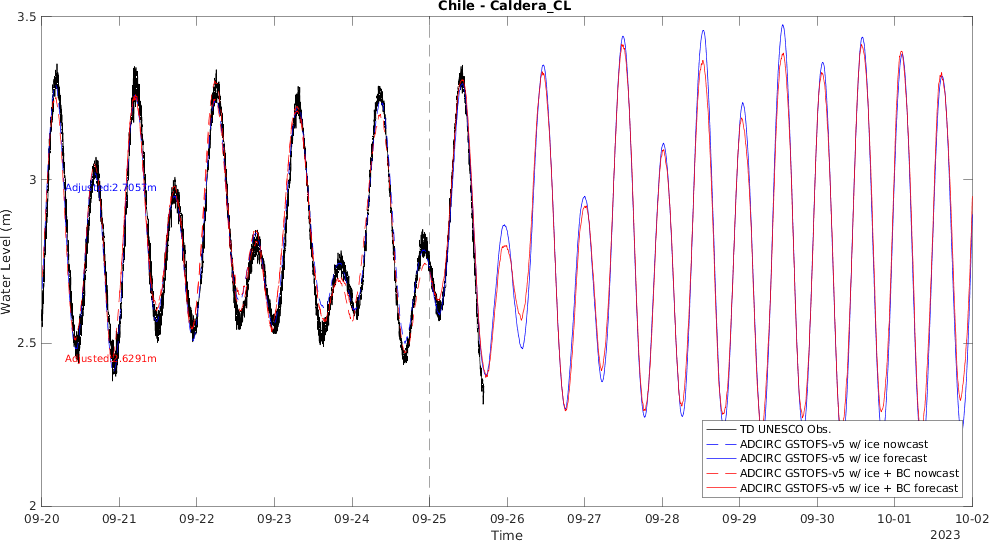 Chile - Caldera_CL
3.5
3
2.5
2
Water Level (m)
Adjusted:2.7057m
Adjusted:2.6291m
TD UNESCO Obs.
ADCIRC GSTOFS-v5 w/ ice nowcast
ADCIRC GSTOFS-v5 w/ ice forecast
ADCIRC GSTOFS-v5 w/ ice + BC nowcast
ADCIRC GSTOFS-v5 w/ ice + BC forecast
09-20 09-21 09-22 09-23 09-24 09-25 09-26 09-27 09-28 09-29 09-30 10-01 10-02
Time
2023